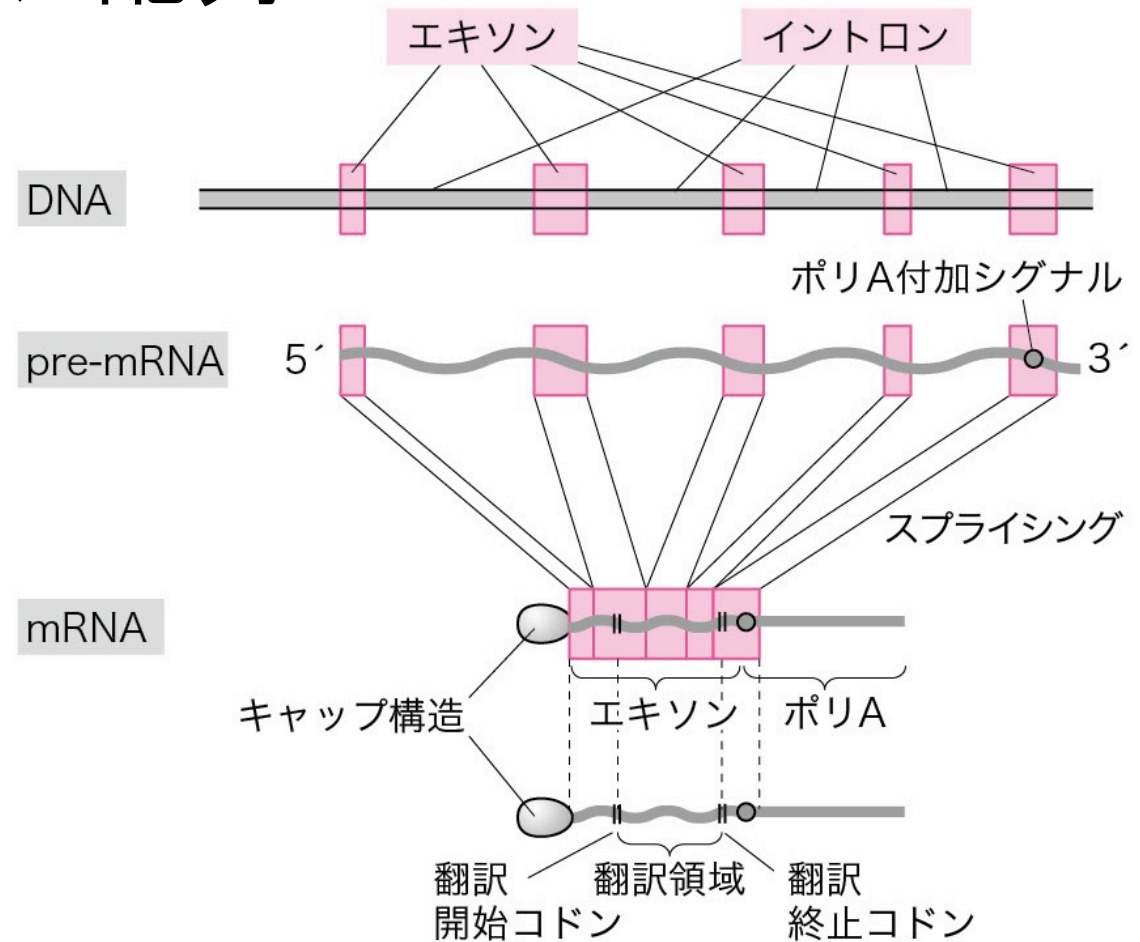 エキソン
イントロン
DNA
ポリA付加シグナル
pre-mRNA
5´
3´
スプライシング
mRNA
エキソン
ポリA
キャップ構造
翻訳
開始コドン
翻訳領域
翻訳
終止コドン